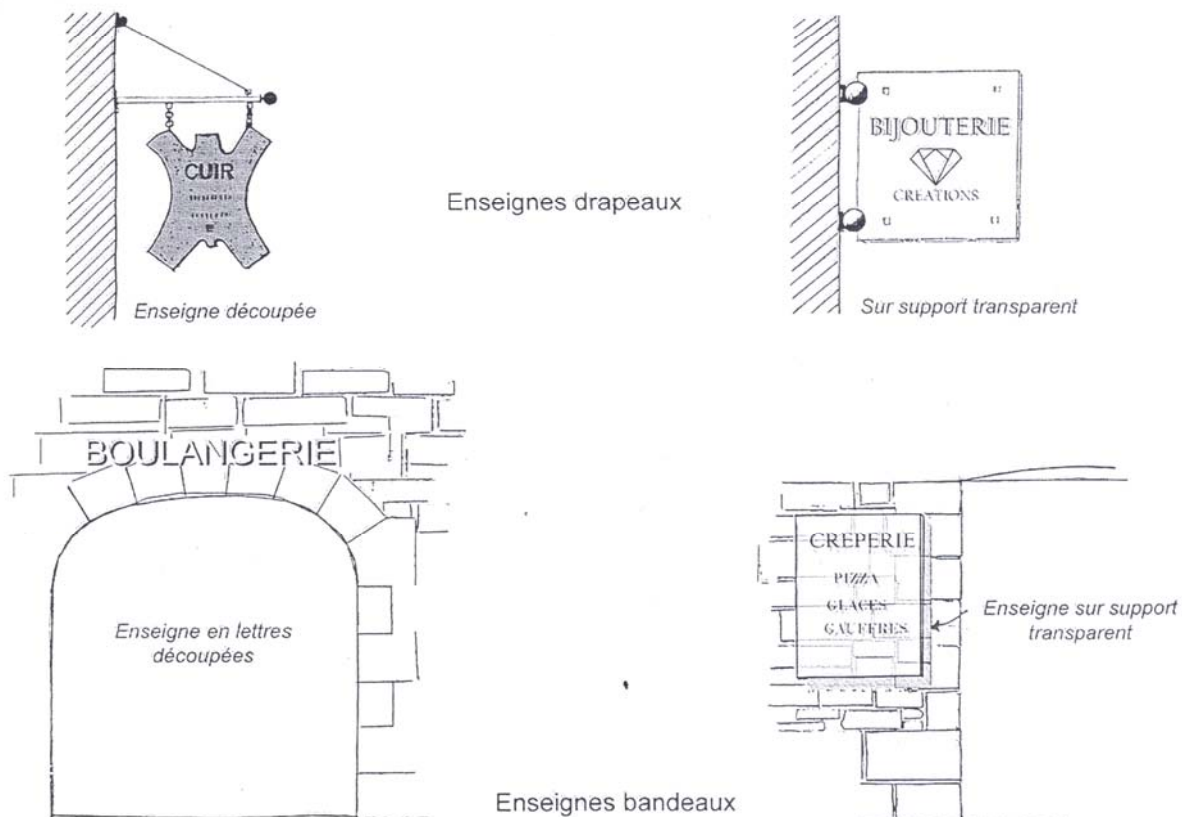 CUIR
Enseigne découpée
Enseignes drapeaux
BIJOUTERIE
CREATIONS
Sur support transparent
BOULANGERIE
Enseigne en lettres
découpées
CREPERIE
PIZZA
GLACES
GAUFFRES
Enseigne sur support
transparent
Enseignes bandeaux